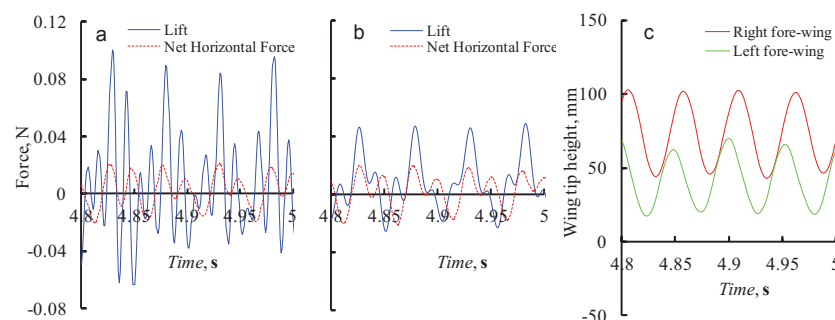 0.12
0.08
0.04
0
-0.04
-0.08
Force, N
a
Lift
Net Horizontal Force
4.8 4.85 4.9 4.95 5
Time, s
b
Lift
Net Horizontal Force
4.8 4.85 4.9 4.95 5
Time, s
150
100
50
0
-50
Wing tip height, mm
c
Right fore-wing
Left fore-wing
4.8 4.85 4.9 4.95 5
Time, s